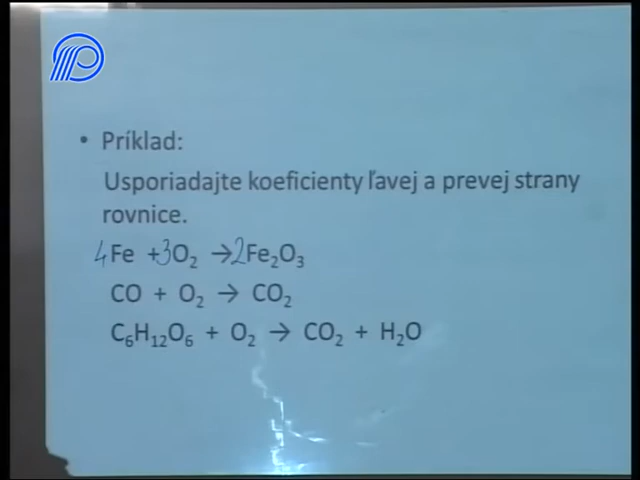 • Príklad:
Usporiadajte koeficienty ľavej a prevej strany
rovnice.
4Fe +3O₂ →2Fe₂O₃
CO + O₂ → CO₂
C₆H₁₂O₆ + O₂ → CO₂ + H₂O